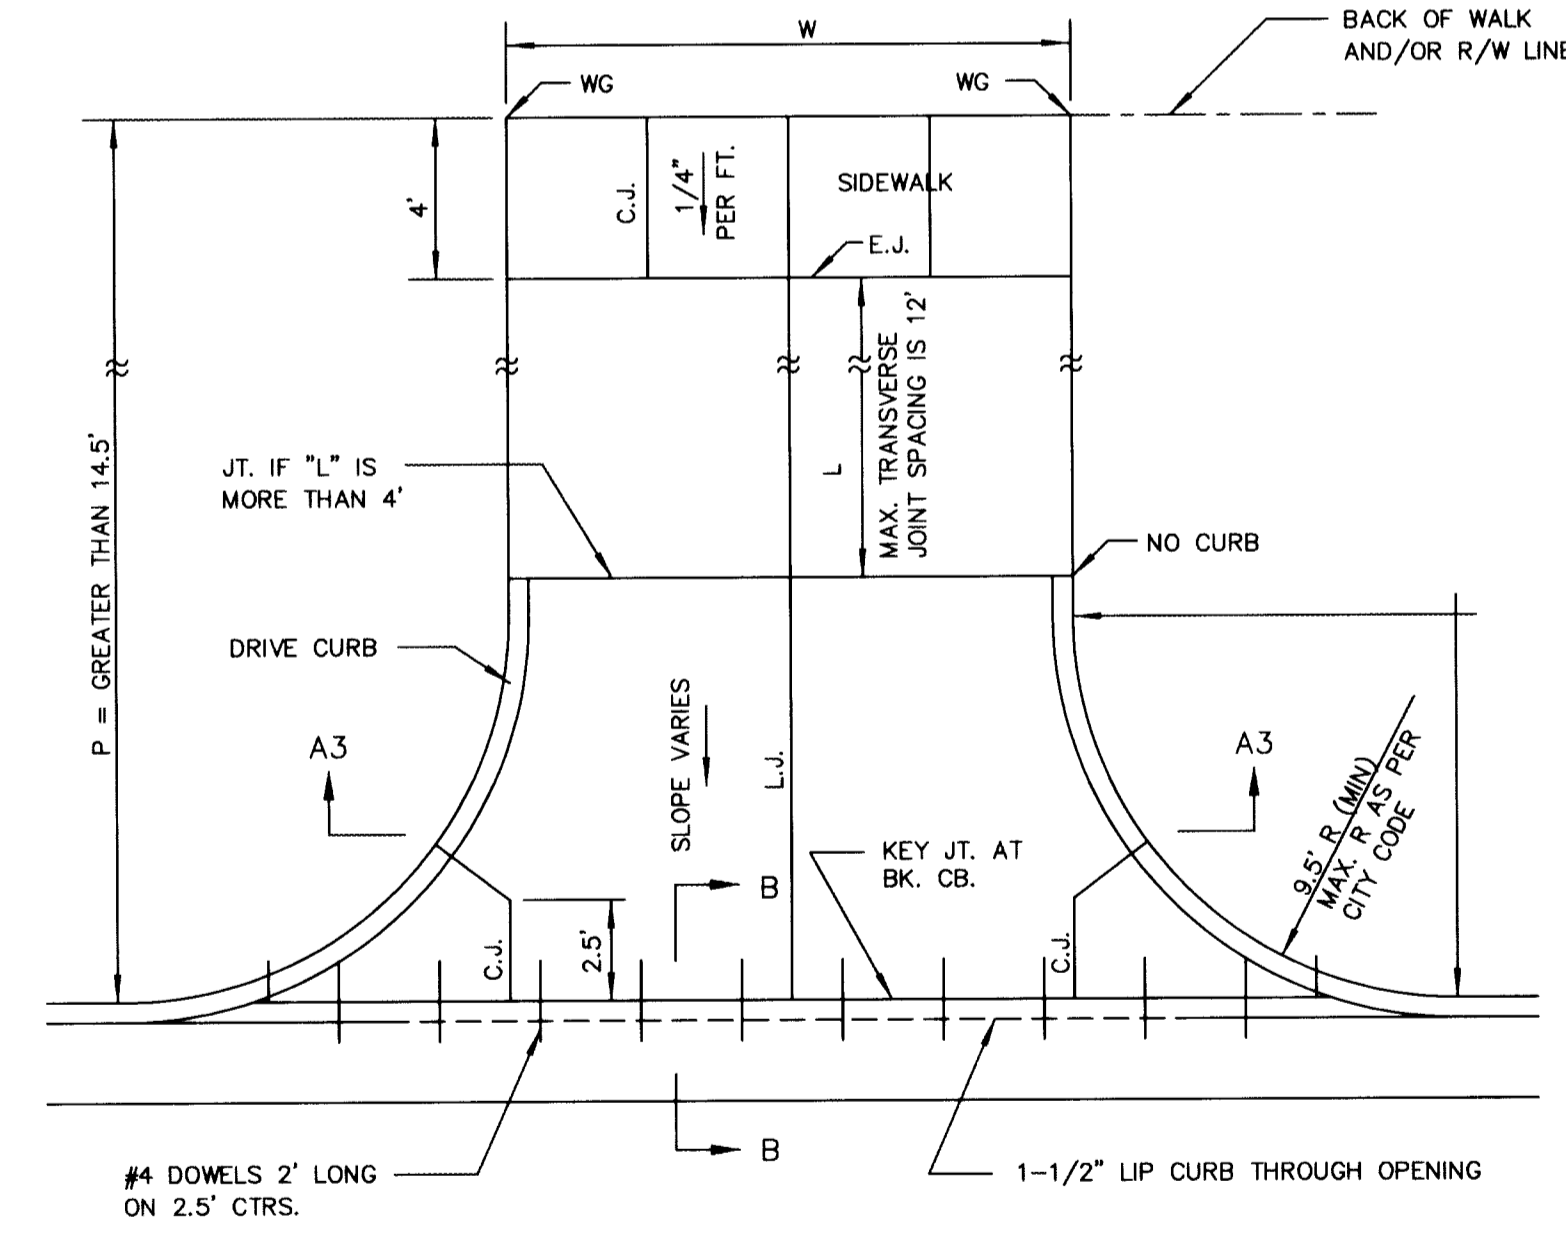 W
BACK OF WALK
AND/OR R/W LINE
WG
WG
4'
C.J.
1/4"
PER FT.
SIDEWALK
E.J.
P = GREATER THAN 14.5'
JT. IF "L" IS
MORE THAN 4'
L
MAX. TRANSVERSE
JOINT SPACING IS 12'
NO CURB
DRIVE CURB
SLOPE VARIES
L.J.
A3
A3
9.5' R (MIN)
MAX. R AS PER
CITY CODE
KEY JT. AT
BK. CB.
B
C.J.
2.5'
C.J.
B
#4 DOWELS 2' LONG
ON 2.5' CTRS.
1-1/2" LIP CURB THROUGH OPENING